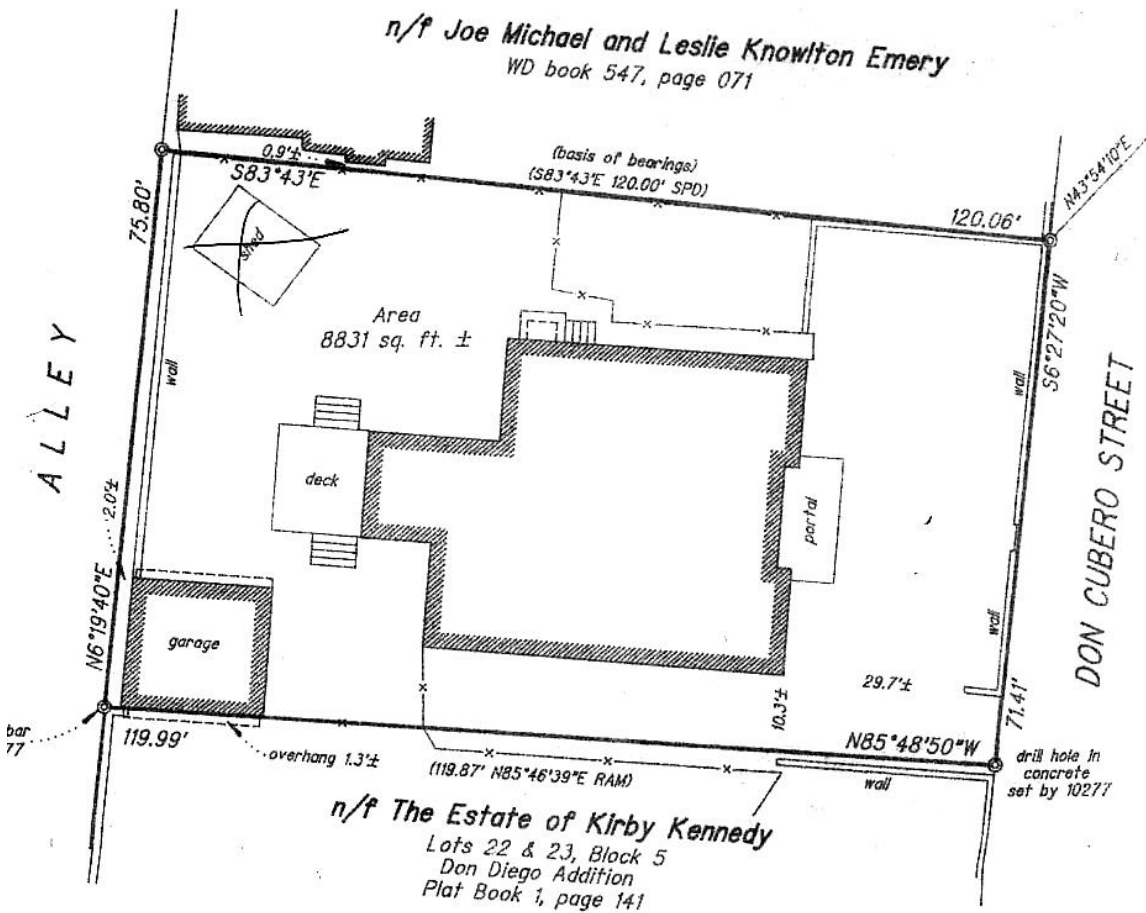 n/f Joe Michael and Leslie Knowlton Emery
WD book 547, page 071
0.9'±
S83°43'E
(basis of bearings)
(S83°43'E 120.00' SPD)
120.06'
N43°54'10"E
75.80'
shed
Area
8831 sq. ft. ±
wall
wall
S6°27'20"W
ALLEY
DON CUBERO STREET
deck
portal
2.0'±
N6°19'40"E
garage
wall
29.7'±
10.3'±
71.41'
bar
77
119.99'
overhang 1.3'±
(119.87' N85°46'39"E RAM)
N85°48'50"W
wall
drill hole in
concrete
set by 10277
n/f The Estate of Kirby Kennedy
Lots 22 & 23, Block 5
Don Diego Addition
Plat Book 1, page 141